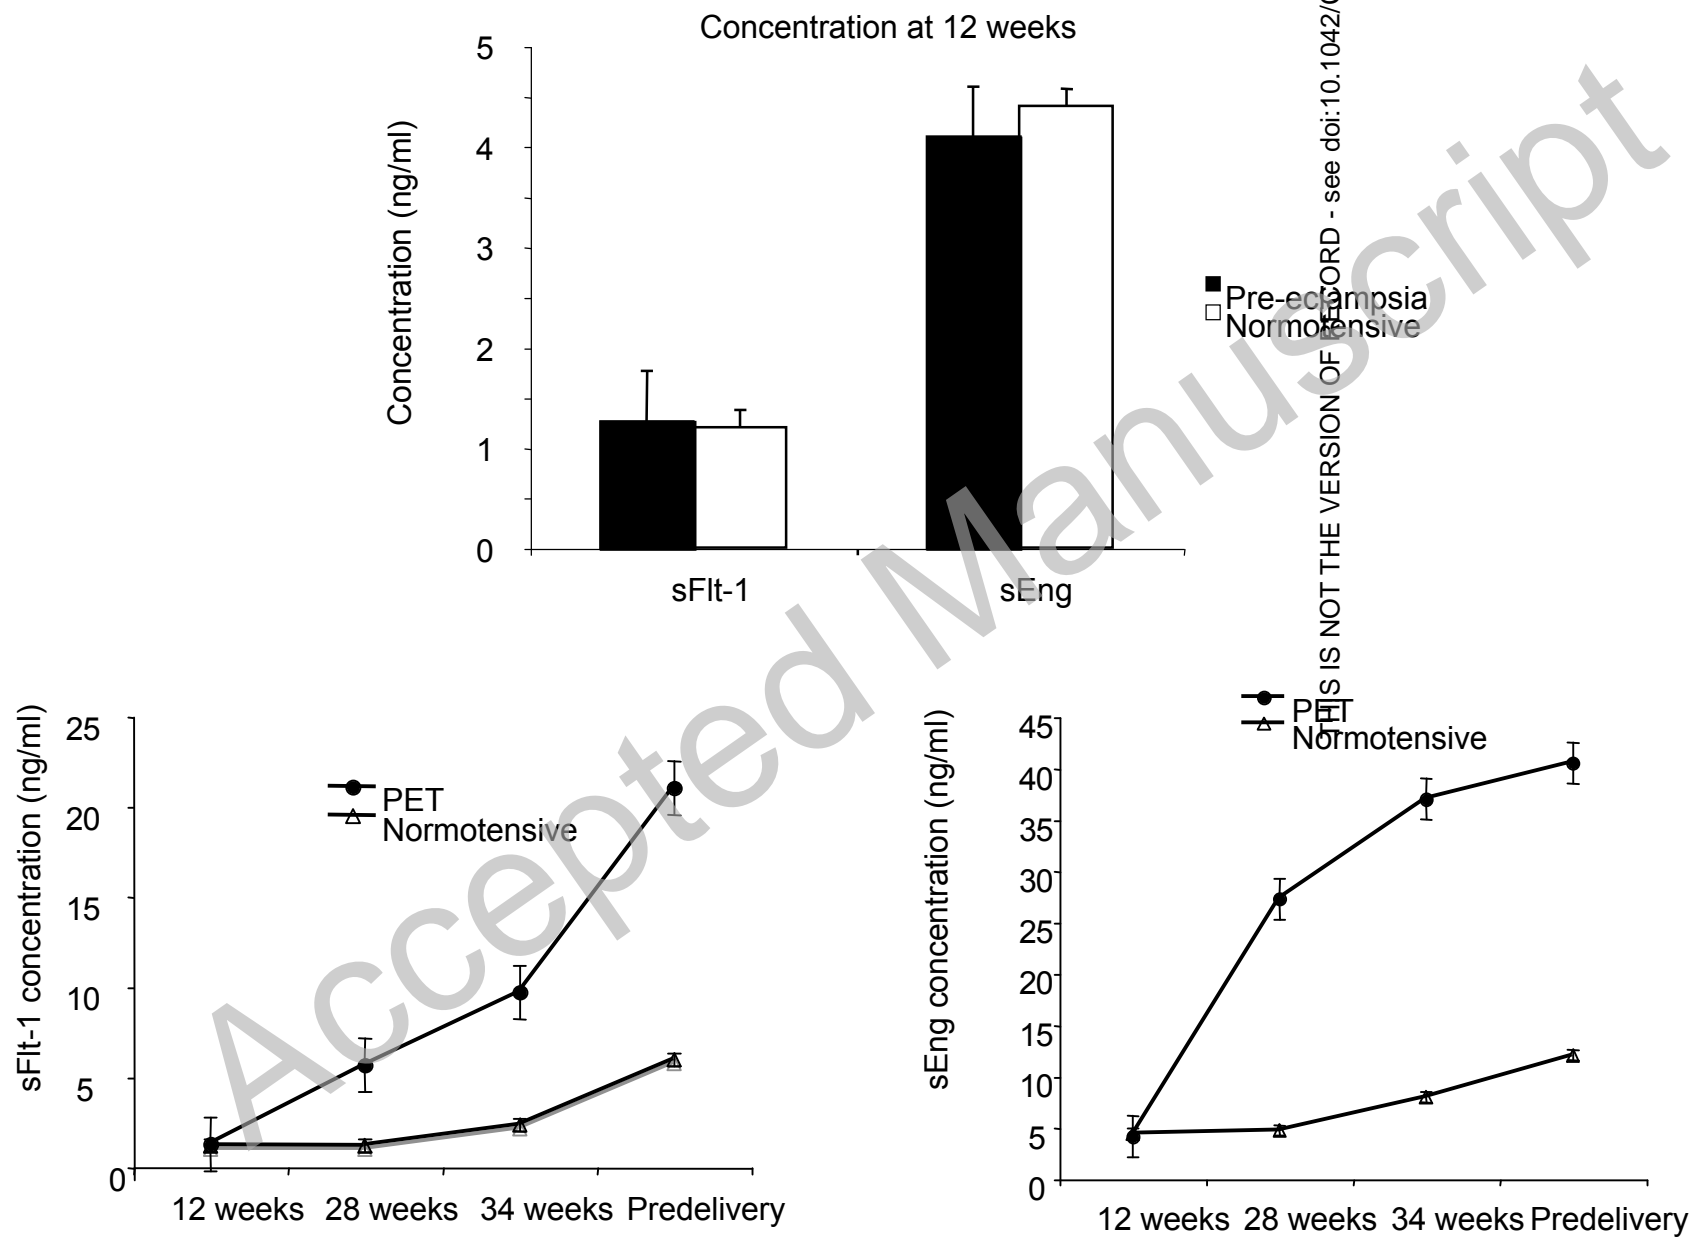 Concentration at 12 weeks
Concentration (ng/ml)
5
4
3
2
1
0
sFlt-1
sEng
Pre-eclampsia
Normotensive
THIS IS NOT THE VERSION OF RECORD - see doi:10.1042/
Accepted Manuscript
sFlt-1 concentration (ng/ml)
25
20
15
10
5
0
PET
Normotensive
12 weeks 28 weeks 34 weeks Predelivery
sEng concentration (ng/ml)
45
40
35
30
25
20
15
10
5
0
PET
Normotensive
12 weeks 28 weeks 34 weeks Predelivery